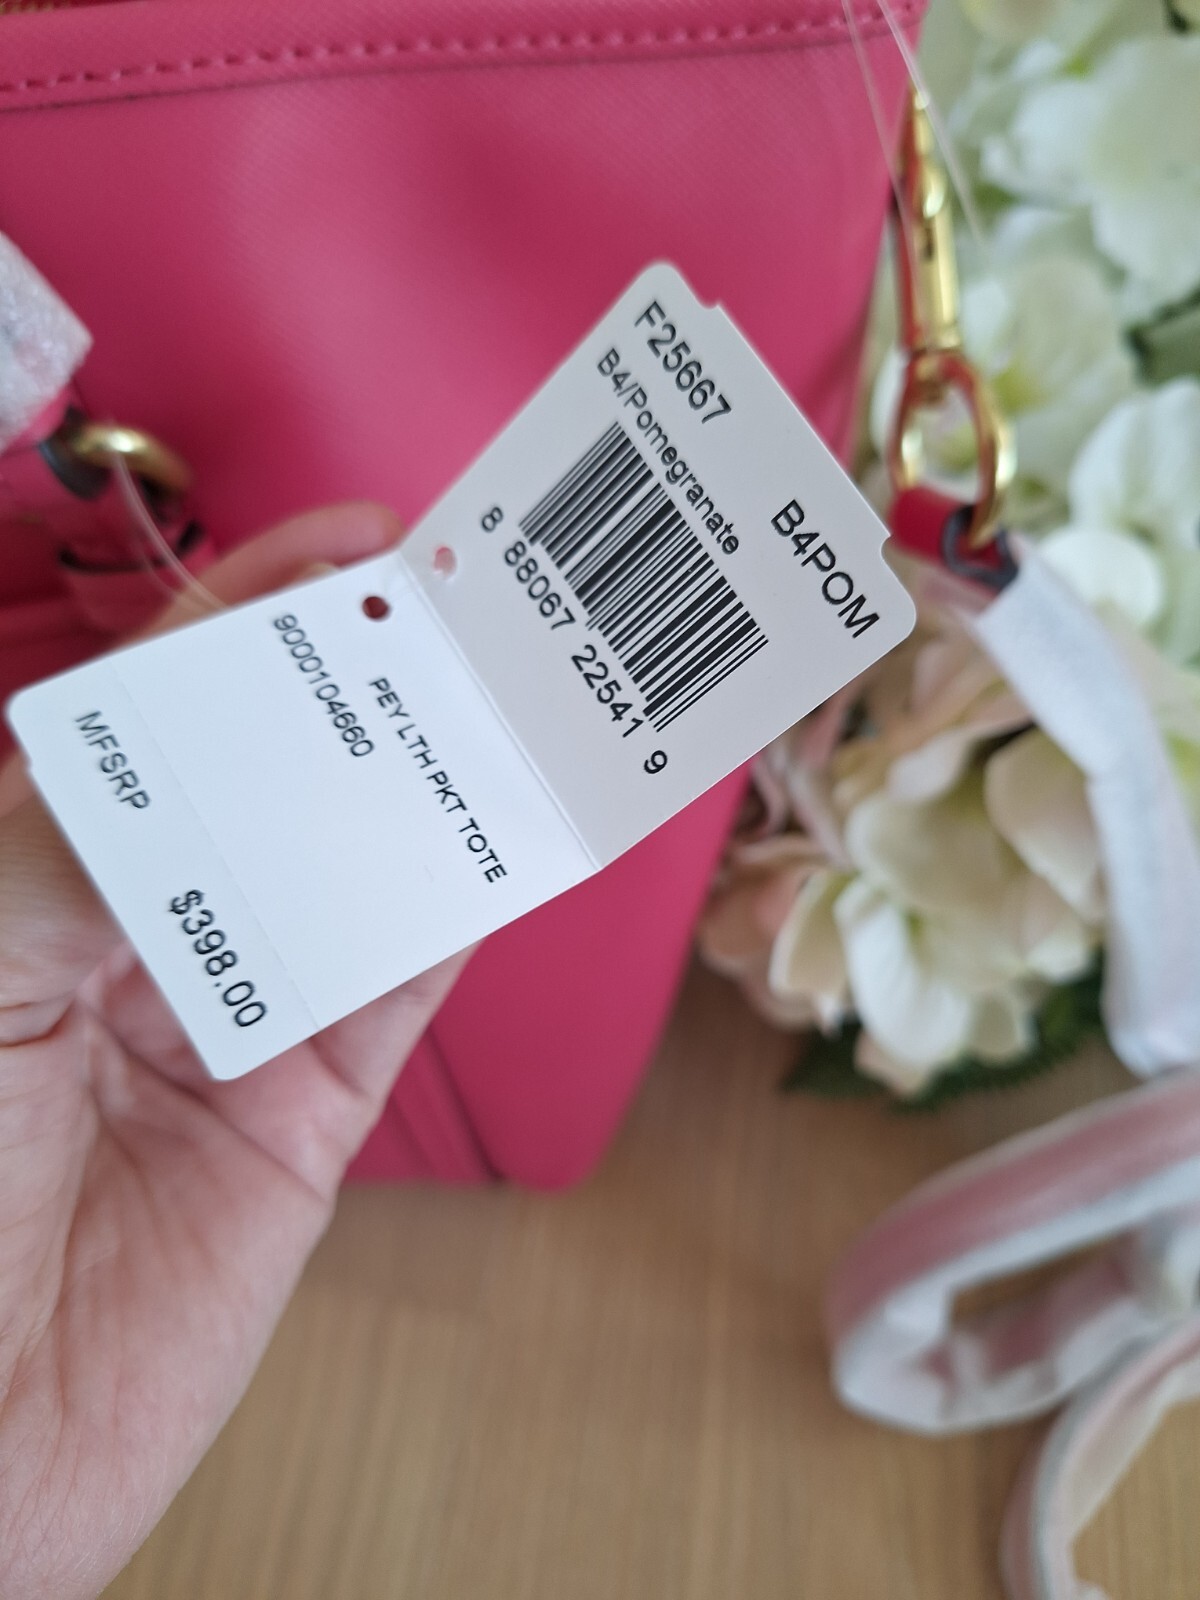 F25667
B4/Pomegranate
B4POM
8 88067 22541 9
PEY LTH PKT TOTE
9000104660
MFSRP
$398.00